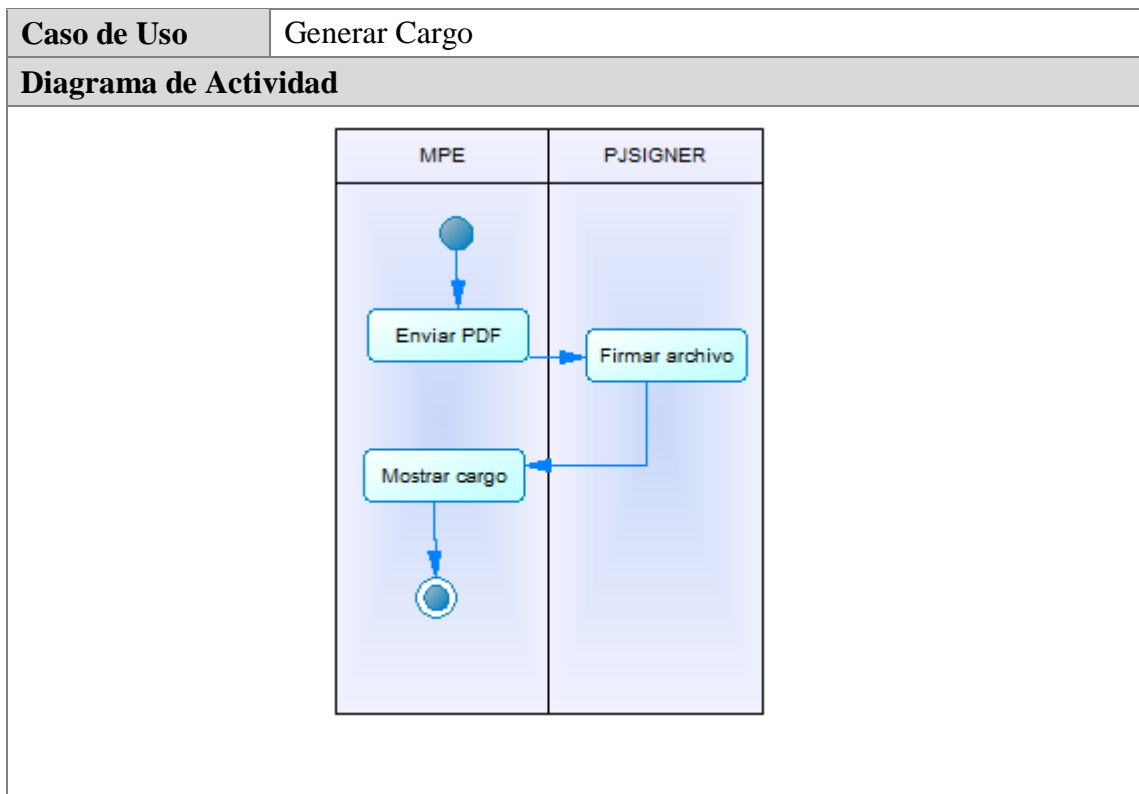 Caso de Uso Generar Cargo
Diagrama de Actividad
MPE PJSIGNER
Enviar PDF
Firmar archivo
Mostrar cargo